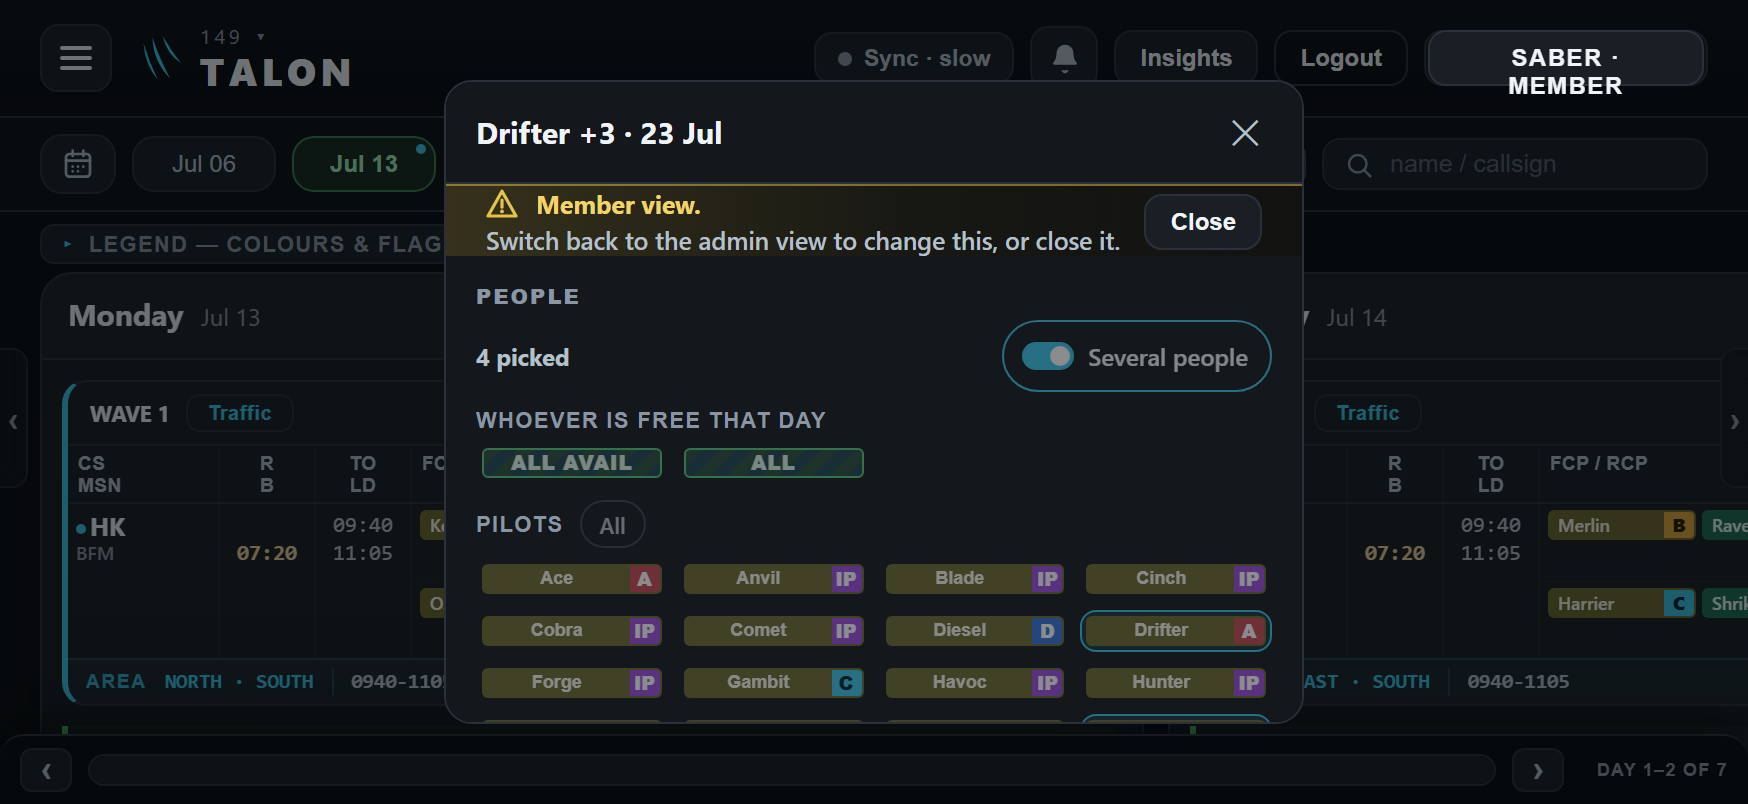 149 ▾
TALON
Sync · slow
Insights
Logout
SABER ·
MEMBER
Jul 06
Jul 13
name / callsign
LEGEND — COLOURS & FLAG
Drifter +3 · 23 Jul
Member view.
Switch back to the admin view to change this, or close it.
Close
PEOPLE
4 picked
Several people
WHOEVER IS FREE THAT DAY
ALL AVAIL
ALL
PILOTS
All
Ace A
Anvil IP
Blade IP
Cinch IP
Cobra IP
Comet IP
Diesel D
Drifter A
Forge IP
Gambit C
Havoc IP
Hunter IP
Monday Jul 13
WAVE 1
Traffic
CS
MSN
R
B
TO
LD
FC
HK
BFM
07:20
09:40
11:05
AREA NORTH · SOUTH
0940-110
Jul 14
Traffic
R
B
TO
LD
FCP / RCP
07:20
09:40
11:05
Merlin B
Rave
Harrier C
Shrik
AST · SOUTH
0940-1105
DAY 1–2 OF 7